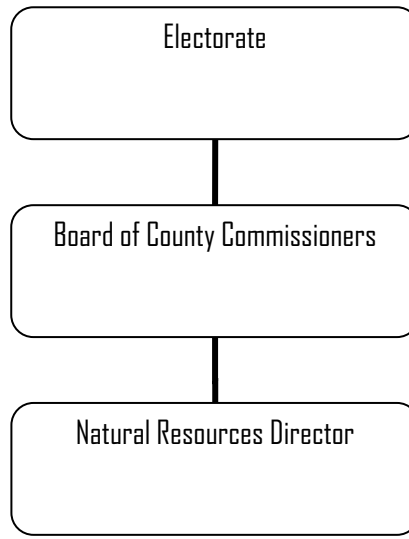 Electorate
Board of County Commissioners
Natural Resources Director